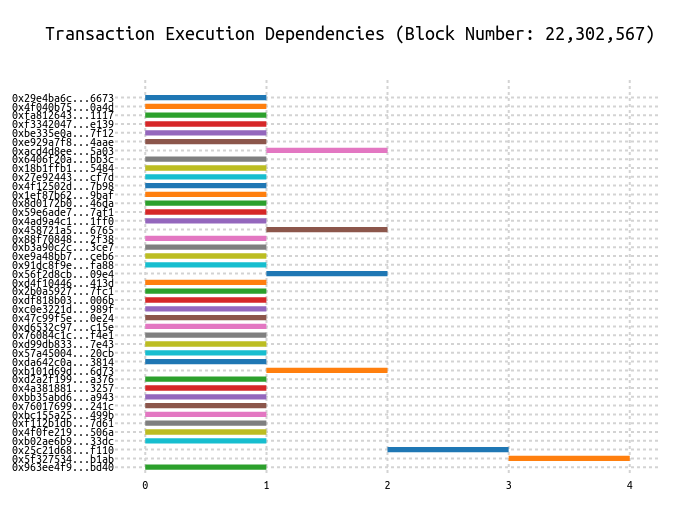 Transaction Execution Dependencies (Block Number: 22,302,567)
0x29e4ba6c...6673
0x4f040b75...0a4d
0xfa812643...1117
0xf3342047...e139
0xbe335e0a...7f12
0xe929a7f8...4aae
0xacd4d8ee...5a03
0x6406f20a...bb3c
0x18b1ffb1...5484
0x27e92443...cf7d
0x4f12502d...7b98
0x1ef87b62...9baf
0x8d0172b0...46da
0x59e6ade7...7af1
0x4ad9a4c1...1ff0
0x458721a5...6765
0x88f70848...2f38
0xb3a90c2c...3ce7
0xe9a48bb7...ceb6
0x91dc8f9e...fa88
0x56f2d8cb...09e4
0xd4f10446...413d
0x2b0a5927...7fc1
0xdf818b03...006b
0xc0e3221d...989f
0x47c99f5e...0e24
0xd6532c97...c15e
0x76084c1c...f4e1
0xd99db833...7e43
0x57a45004...20cb
0xda642c0a...3814
0xb101d69d...6d73
0xd2a2f199...a376
0x4a381881...3257
0xbb35abd6...a943
0x76017699...241c
0xbc155a25...499b
0xf112b1db...7d61
0x4f0fe219...506a
0xb02ae6b9...33dc
0x25c21d68...f110
0x5f327534...b1ab
0x963ee4f9...bd40
0 1 2 3 4